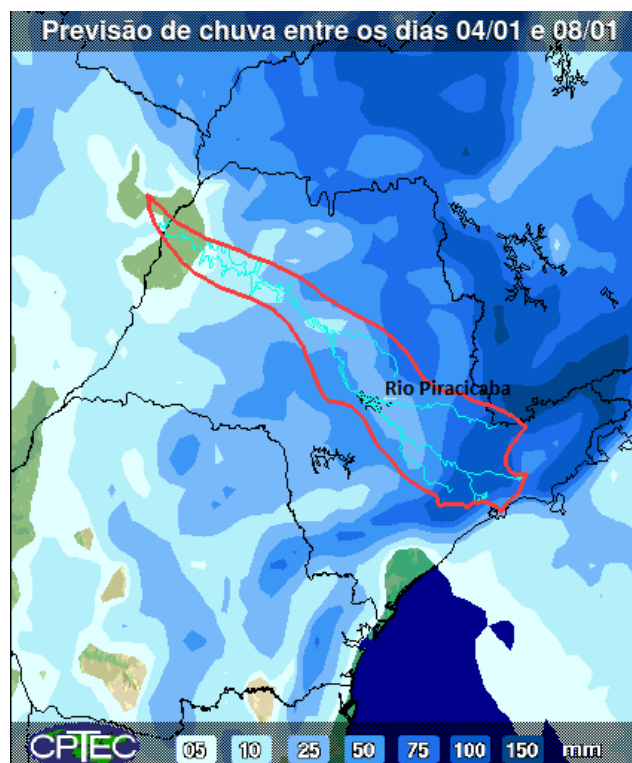 Previsão de chuva entre os dias 04/01 e 08/01
Rio Piracicaba
CPTEC 05 10 25 50 75 100 150 mm